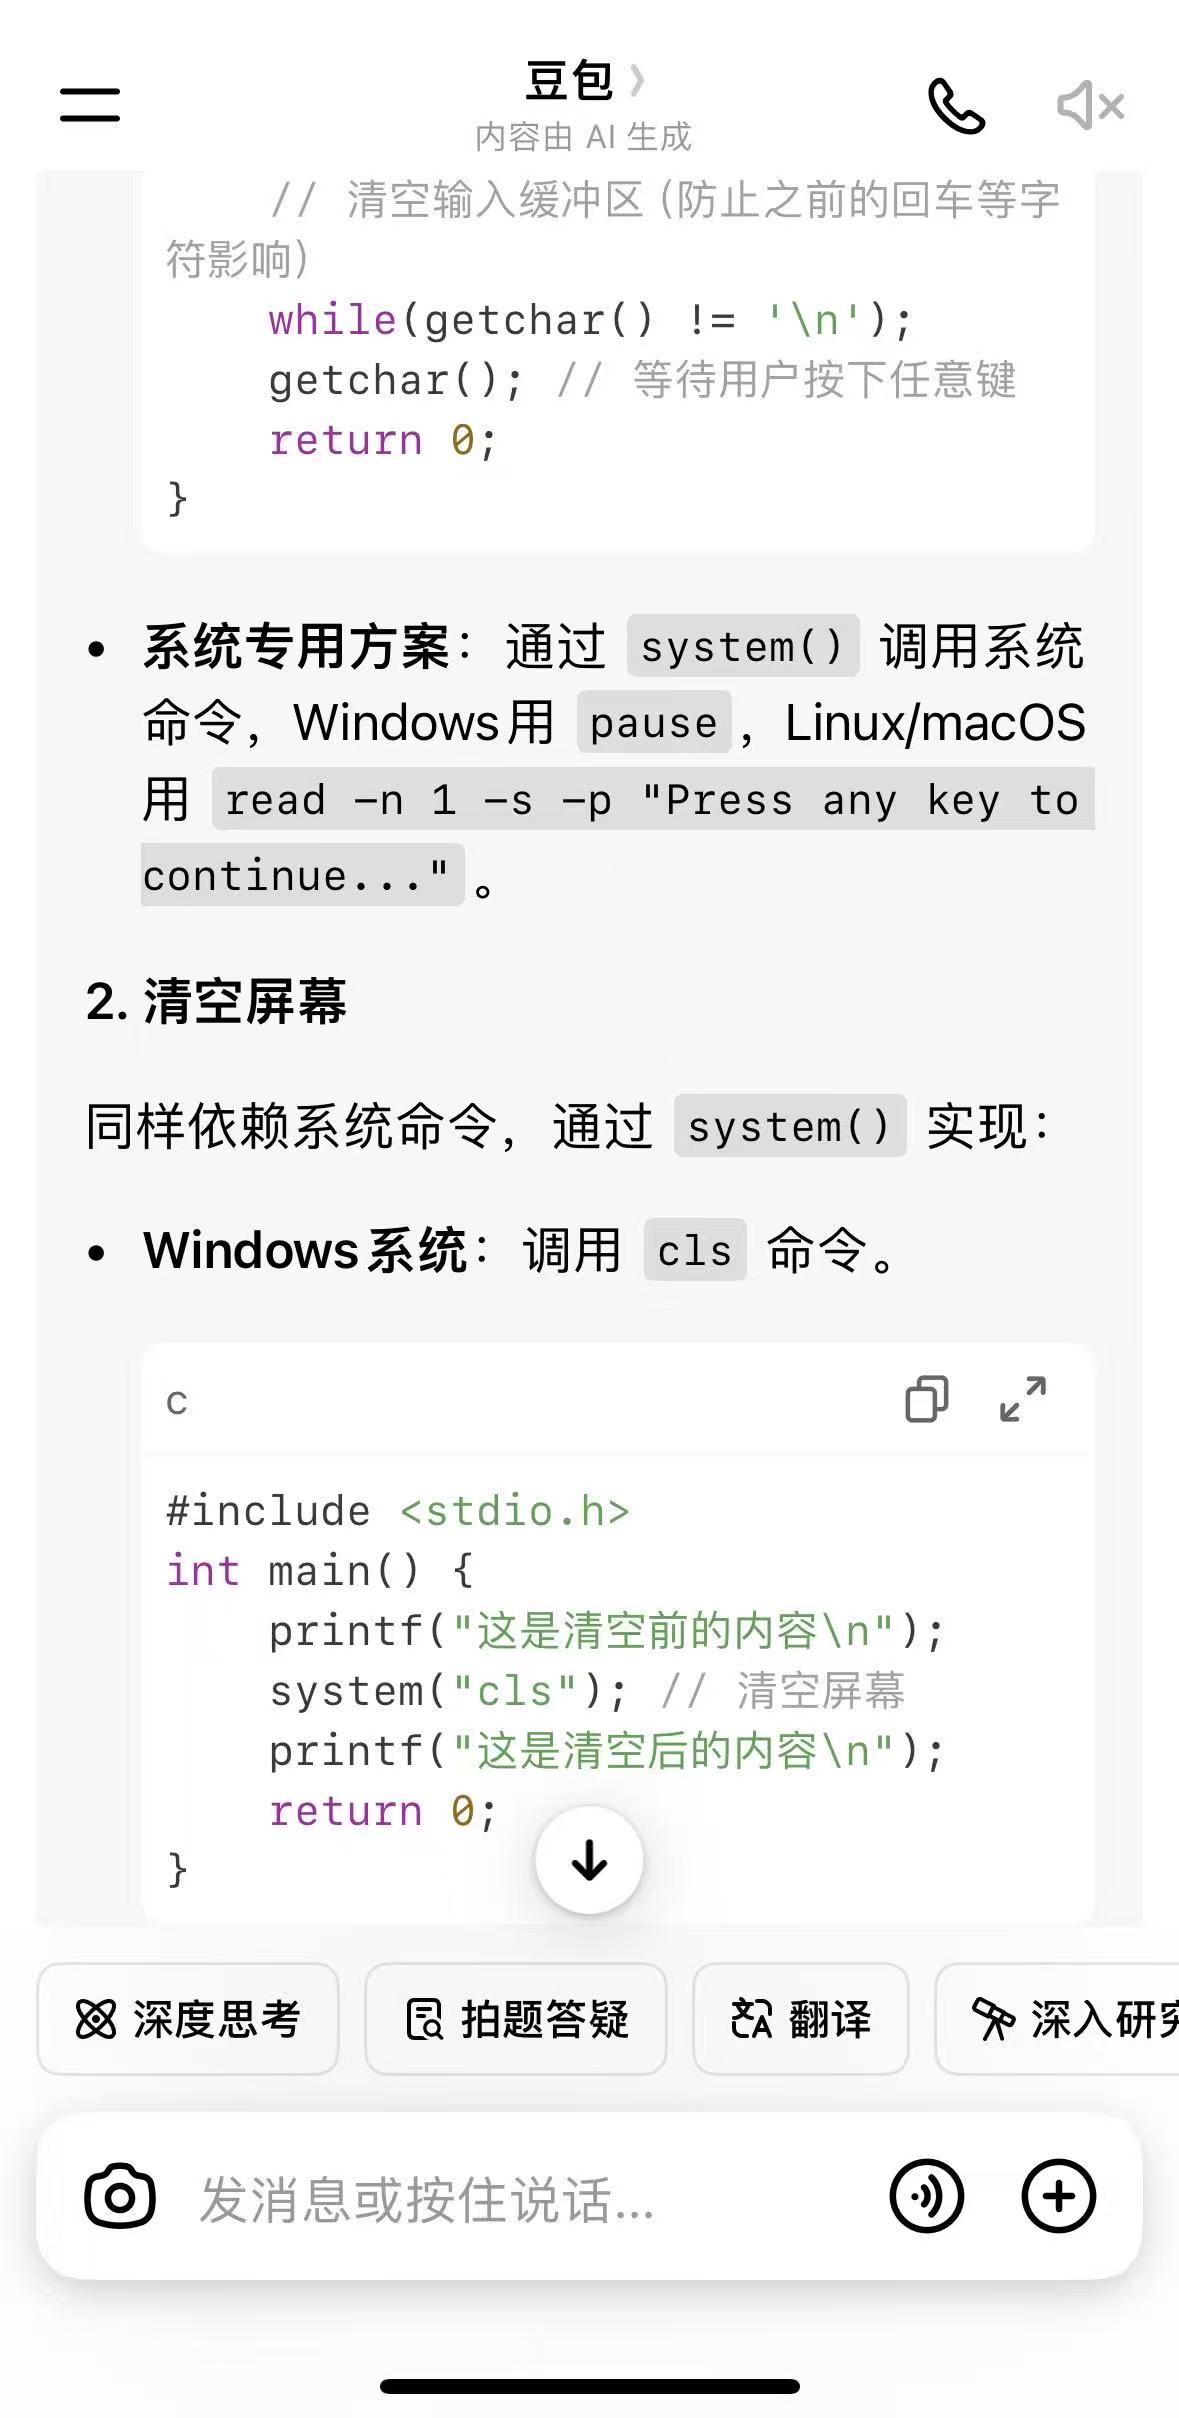 豆包
内容由 AI 生成
// 清空输入缓冲区 (防止之前的回车等字
符影响)
while(getchar() != '\n');
getchar(); // 等待用户按下任意键
return 0;
}
• 系统专用方案：通过 system() 调用系统
命令，Windows用 pause ，Linux/macOS
用 read -n 1 -s -p "Press any key to
continue..." 。
2. 清空屏幕
同样依赖系统命令，通过 system() 实现：
• Windows系统：调用 cls 命令。
c
#include <stdio.h>
int main() {
printf("这是清空前的内容\n");
system("cls"); // 清空屏幕
printf("这是清空后的内容\n");
return 0;
}
深度思考 拍题答疑 翻译 深入研究
发消息或按住说话...